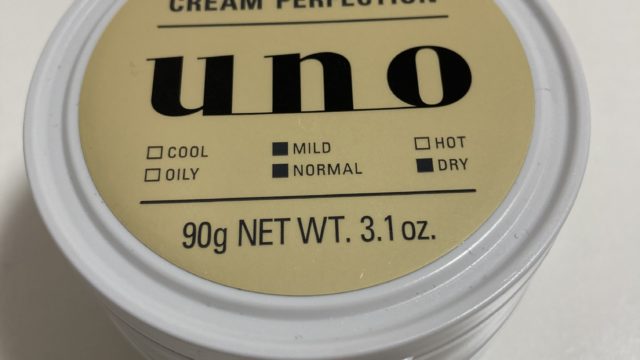 CREAM PERFECTION
uno
□ COOL ■ MILD □ HOT
□ OILY ■ NORMAL ■ DRY
90g NET WT. 3.1 oz.